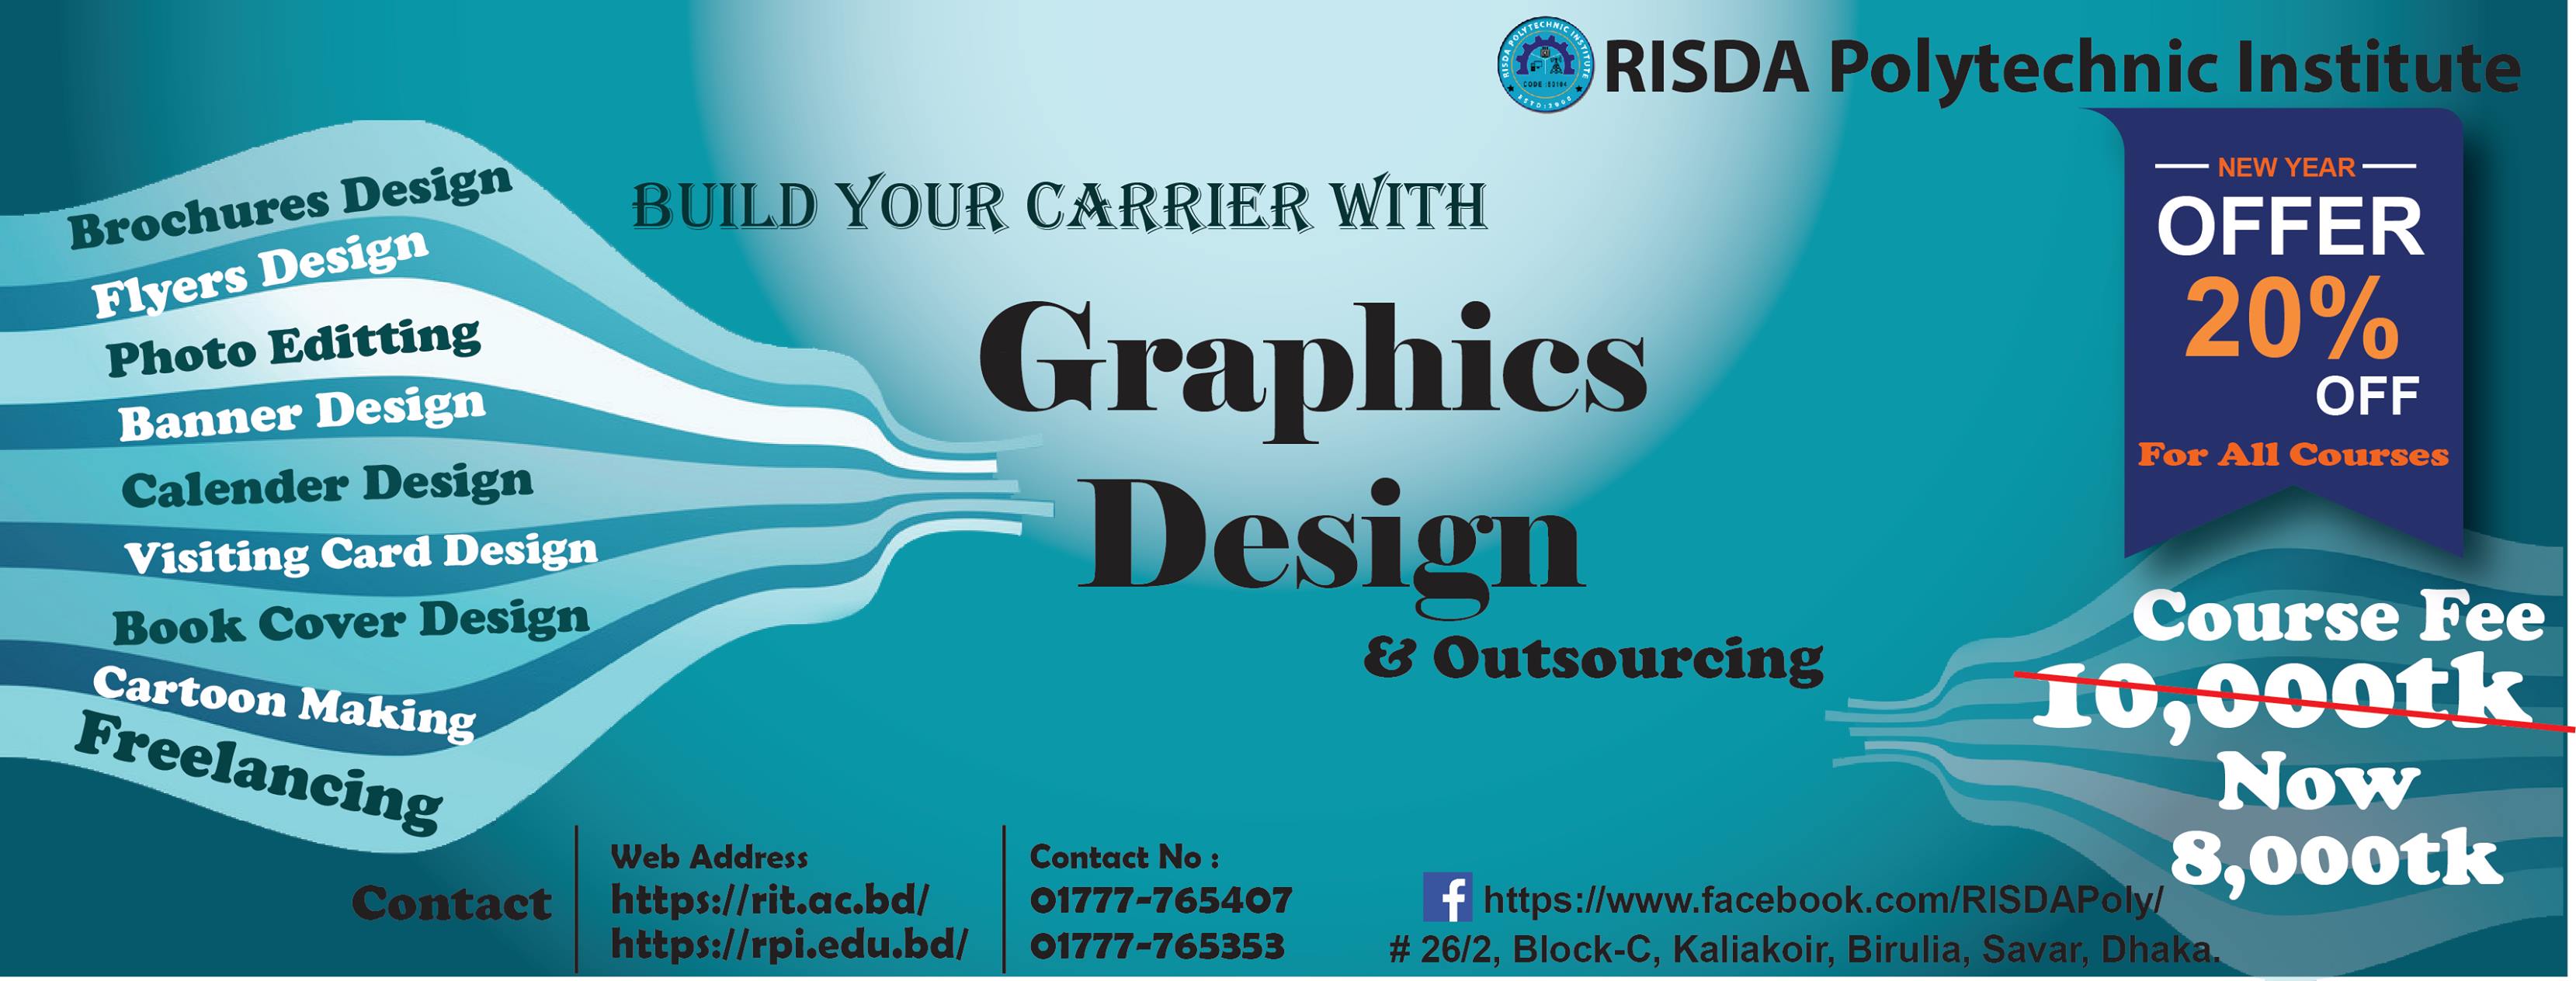 RISDA POLYTECHNIC INSTITUTE
RISDA Polytechnic Institute
BUILD YOUR CARRIER WITH
Graphics
Design
& Outsourcing
Brochures Design
Flyers Design
Photo Editting
Banner Design
Calender Design
Visiting Card Design
Book Cover Design
Cartoon Making
Freelancing
NEW YEAR
OFFER
20%
OFF
For All Courses
Course Fee
10,000tk
Now
8,000tk
Contact
Web Address
https://rit.ac.bd/
https://rpi.edu.bd/
Contact No :
01777-765407
01777-765353
https://www.facebook.com/RISDAPoly/
# 26/2, Block-C, Kaliakoir, Birulia, Savar, Dhaka.